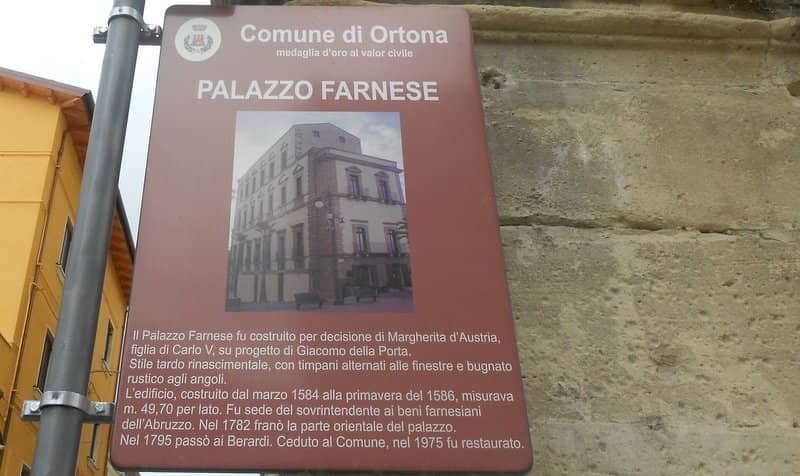 Comune di Ortona
medaglia d'oro al valor civile
PALAZZO FARNESE
Il Palazzo Farnese fu costruito per decisione di Margherita d'Austria,
figlia di Carlo V, su progetto di Giacomo della Porta.
Stile tardo rinascimentale, con timpani alternati alle finestre e bugnato
rustico agli angoli.
L'edificio, costruito dal marzo 1584 alla primavera del 1586, misurava
m. 49,70 per lato. Fu sede del sovrintendente ai beni farnesiani
dell'Abruzzo. Nel 1782 franò la parte orientale del palazzo.
Nel 1795 passò ai Berardi. Ceduto al Comune, nel 1975 fu restaurato.